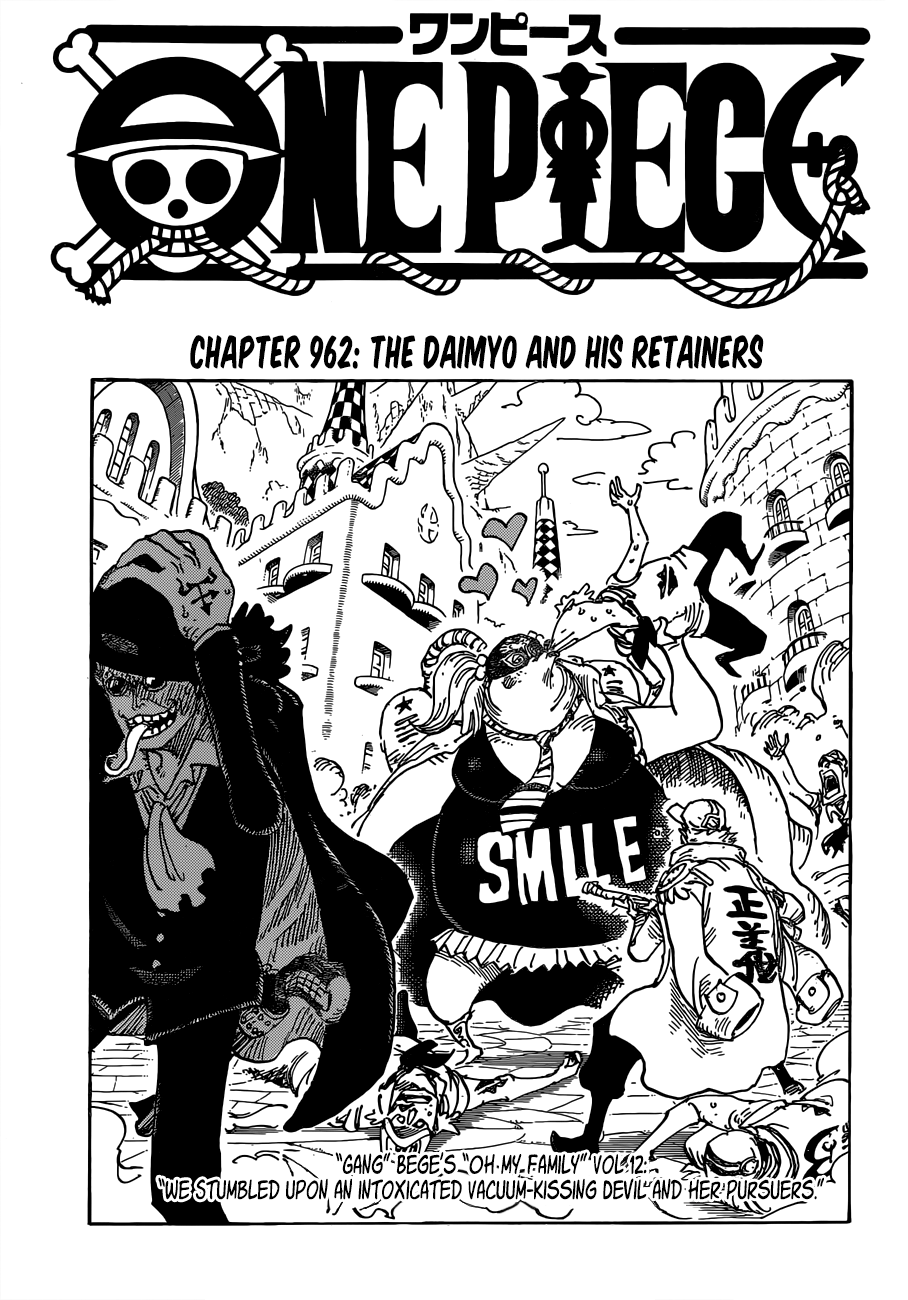 ワンピース
ONE PIECE
CHAPTER 962: THE DAIMYO AND HIS RETAINERS
SMILE
正義
"GANG" BEGE'S "OH MY FAMILY" VOL 12:
"WE STUMBLED UPON AN INTOXICATED VACUUM-KISSING DEVIL AND HER PURSUERS."